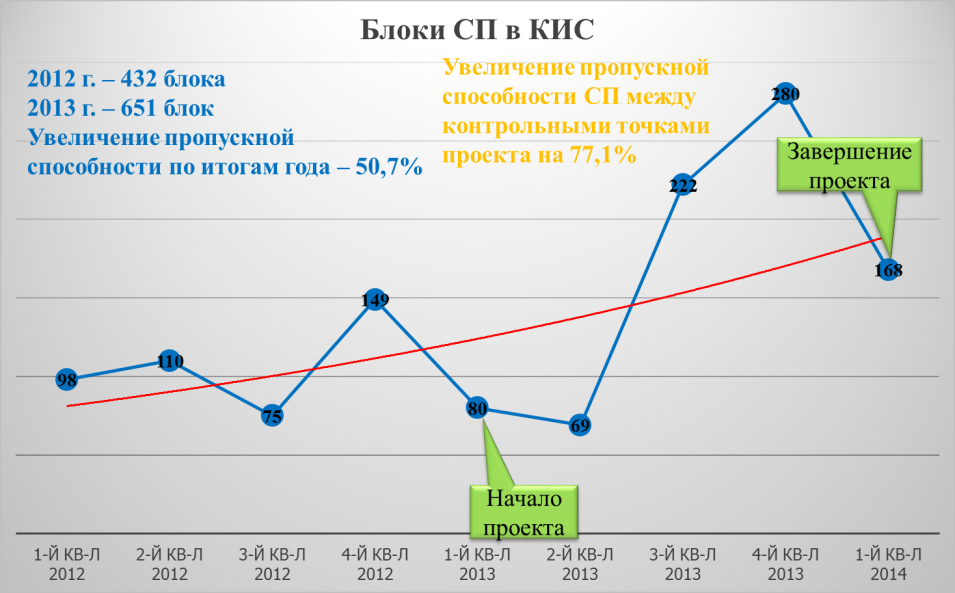 Блоки СП в КИС
2012 г. – 432 блока
2013 г. – 651 блок
Увеличение пропускной
способности по итогам года – 50,7%
Увеличение пропускной
способности СП между
контрольными точками
проекта на 77,1%
280
Завершение
проекта
222
168
149
110
98
80
75
69
Начало
проекта
1-Й КВ-Л 2-Й КВ-Л 3-Й КВ-Л 4-Й КВ-Л 1-Й КВ-Л 2-Й КВ-Л 3-Й КВ-Л 4-Й КВ-Л 1-Й КВ-Л
2012 2012 2012 2012 2013 2013 2013 2013 2014